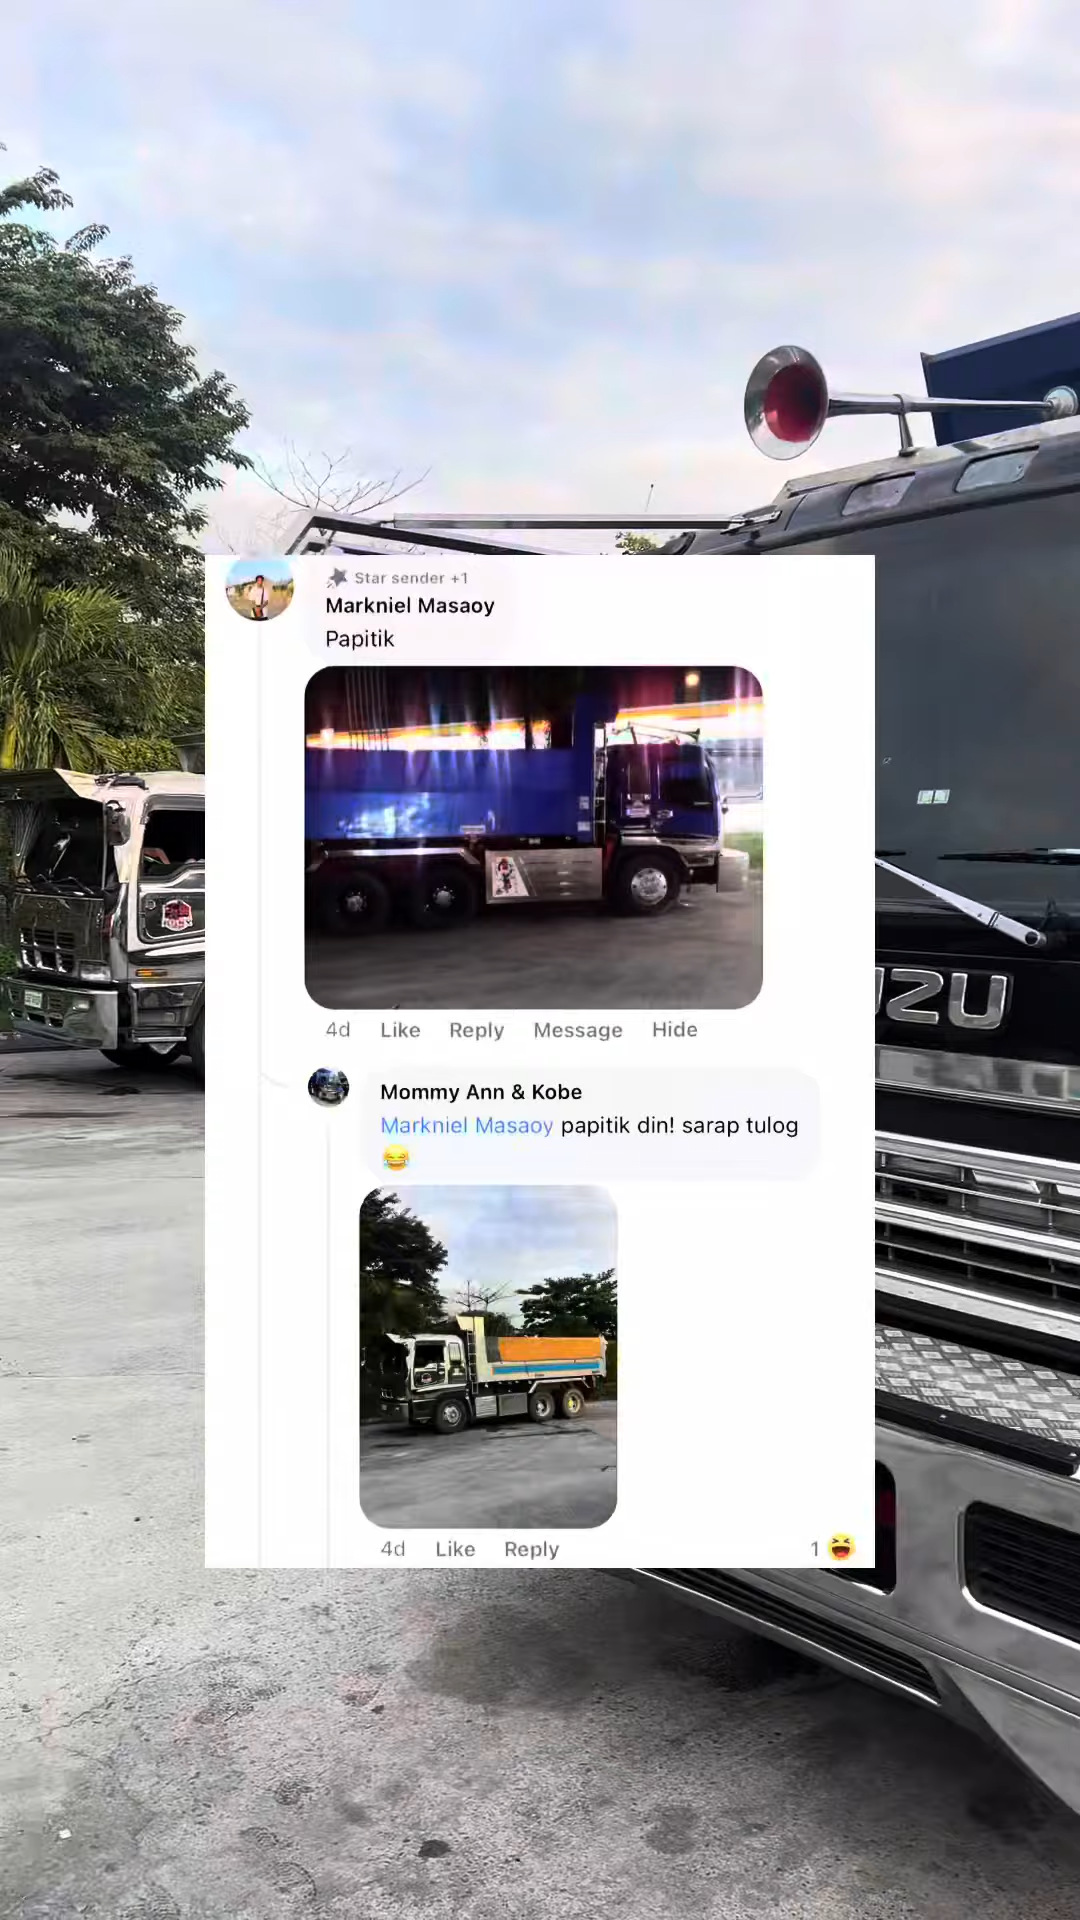 Star sender +1
Markniel Masaoy
Papitik
4d Like Reply Message Hide
Mommy Ann & Kobe
Markniel Masaoy papitik din! sarap tulog
😂
4d Like Reply
1 😆
UZU